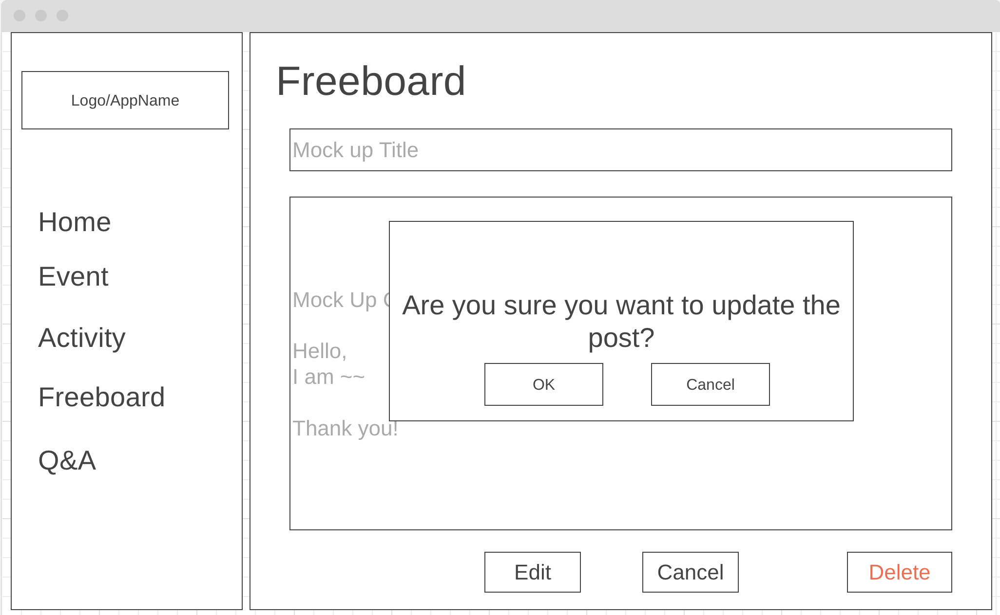 Logo/AppName
Home
Event
Activity
Freeboard
Q&A
Freeboard
Mock up Title
Mock Up
Hello,
I am ~~
Thank you!
Are you sure you want to update the
post?
OK
Cancel
Edit
Cancel
Delete